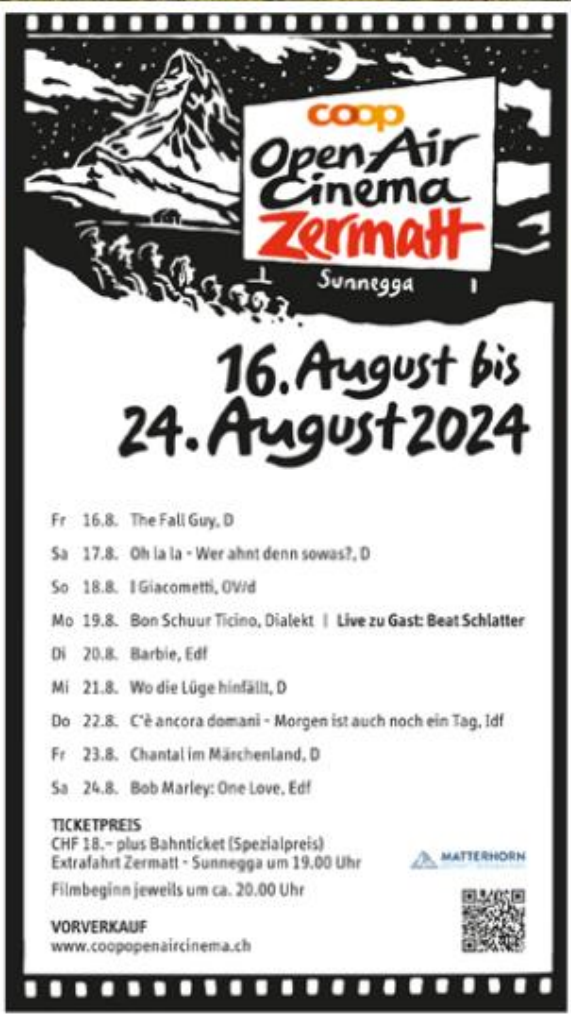 coop
Open Air
Cinema
Zermatt
Sunnegga
16. August bis
24. August 2024
Fr 16.8. The Fall Guy, D
Sa 17.8. Oh la la - Wer ahnt denn sowas?, D
So 18.8. I Giacometti, OV/d
Mo 19.8. Bon Schuur Ticino, Dialekt | Live zu Gast: Beat Schlatter
Di 20.8. Barbie, Edf
Mi 21.8. Wo die Lüge hinfällt, D
Do 22.8. C'è ancora domani - Morgen ist auch noch ein Tag, Idf
Fr 23.8. Chantal im Märchenland, D
Sa 24.8. Bob Marley: One Love, Edf
TICKETPREIS
CHF 18.– plus Bahnticket (Spezialpreis)
Extrafahrt Zermatt - Sunnegga um 19.00 Uhr
MATTERHORN
Filmbeginn jeweils um ca. 20.00 Uhr
VORVERKAUF
www.coopopenaircinema.ch